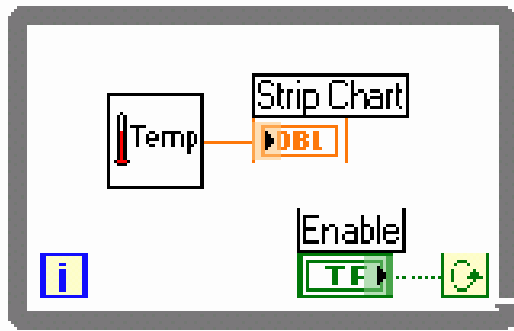 Strip Chart
Temp
DBL
Enable
i
TF